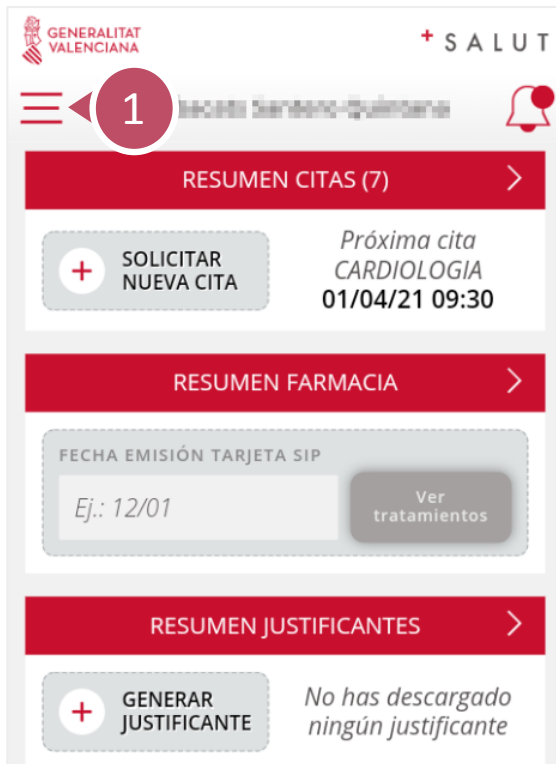 GENERALITAT
VALENCIANA
+ SALUT
1
RESUMEN CITAS (7)
SOLICITAR
NUEVA CITA
Próxima cita
CARDIOLOGIA
01/04/21 09:30
RESUMEN FARMACIA
FECHA EMISIÓN TARJETA SIP
Ej.: 12/01
Ver
tratamientos
RESUMEN JUSTIFICANTES
GENERAR
JUSTIFICANTE
No has descargado
ningún justificante